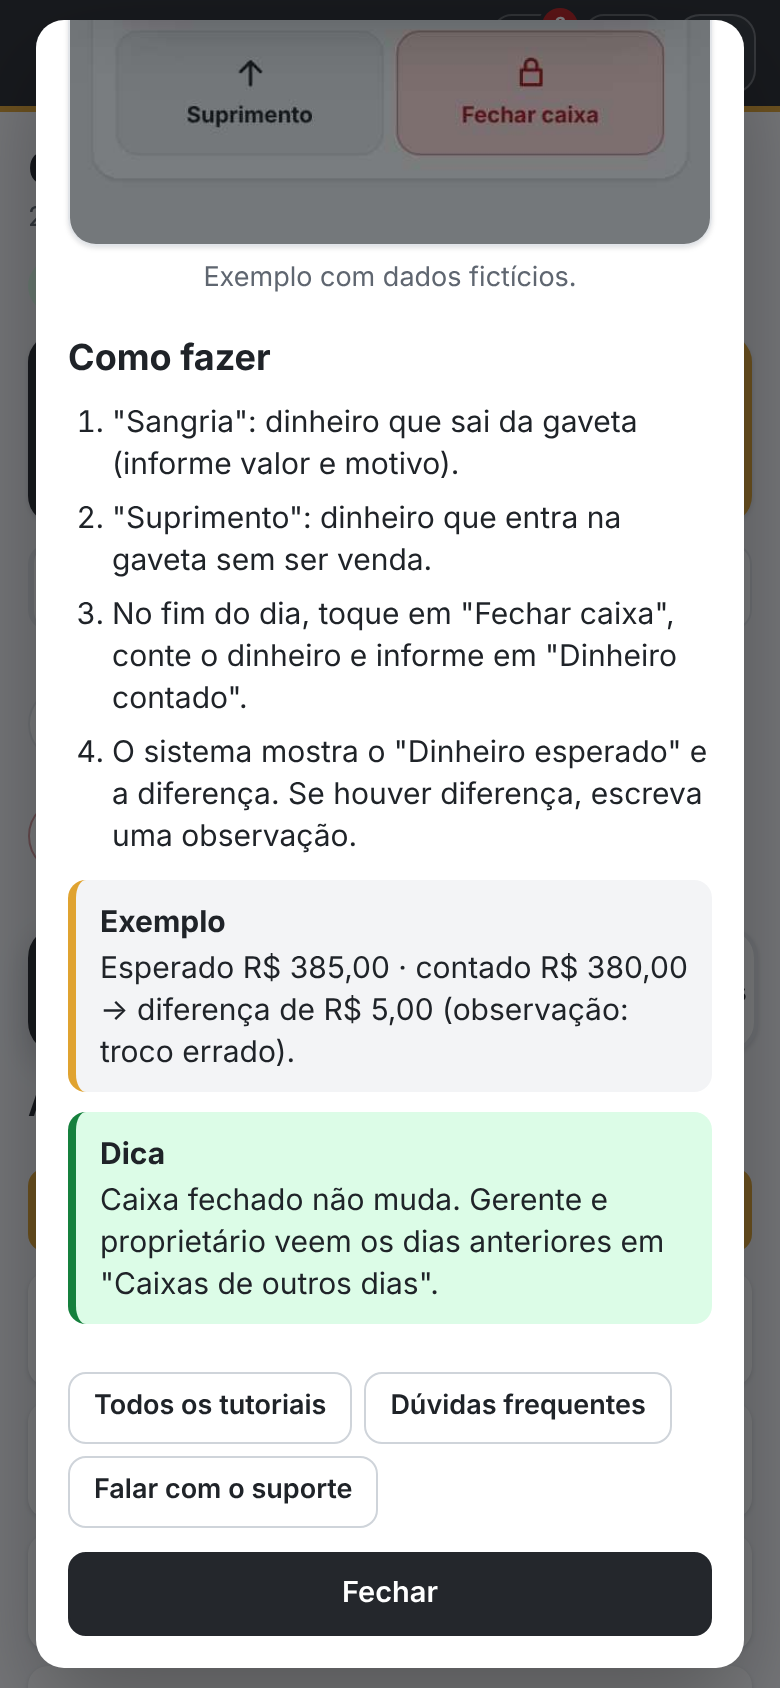 Suprimento
Fechar caixa
Exemplo com dados fictícios.
Como fazer
1. "Sangria": dinheiro que sai da gaveta
(informe valor e motivo).
2. "Suprimento": dinheiro que entra na
gaveta sem ser venda.
3. No fim do dia, toque em "Fechar caixa",
conte o dinheiro e informe em "Dinheiro
contado".
4. O sistema mostra o "Dinheiro esperado" e
a diferença. Se houver diferença, escreva
uma observação.
Exemplo
Esperado R$ 385,00 · contado R$ 380,00
→ diferença de R$ 5,00 (observação:
troco errado).
Dica
Caixa fechado não muda. Gerente e
proprietário veem os dias anteriores em
"Caixas de outros dias".
Todos os tutoriais
Dúvidas frequentes
Falar com o suporte
Fechar